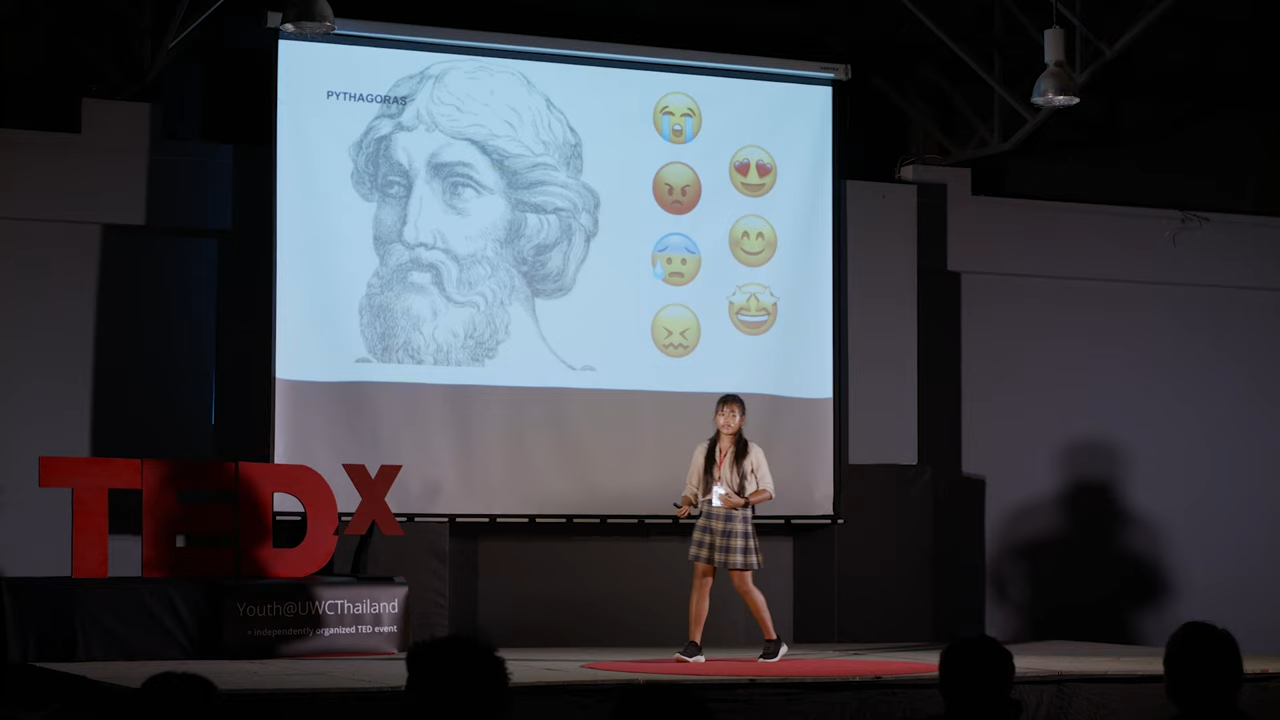 PYTHAGORAS
TEDx
Youth@UWCThailand
x independently organized TED event